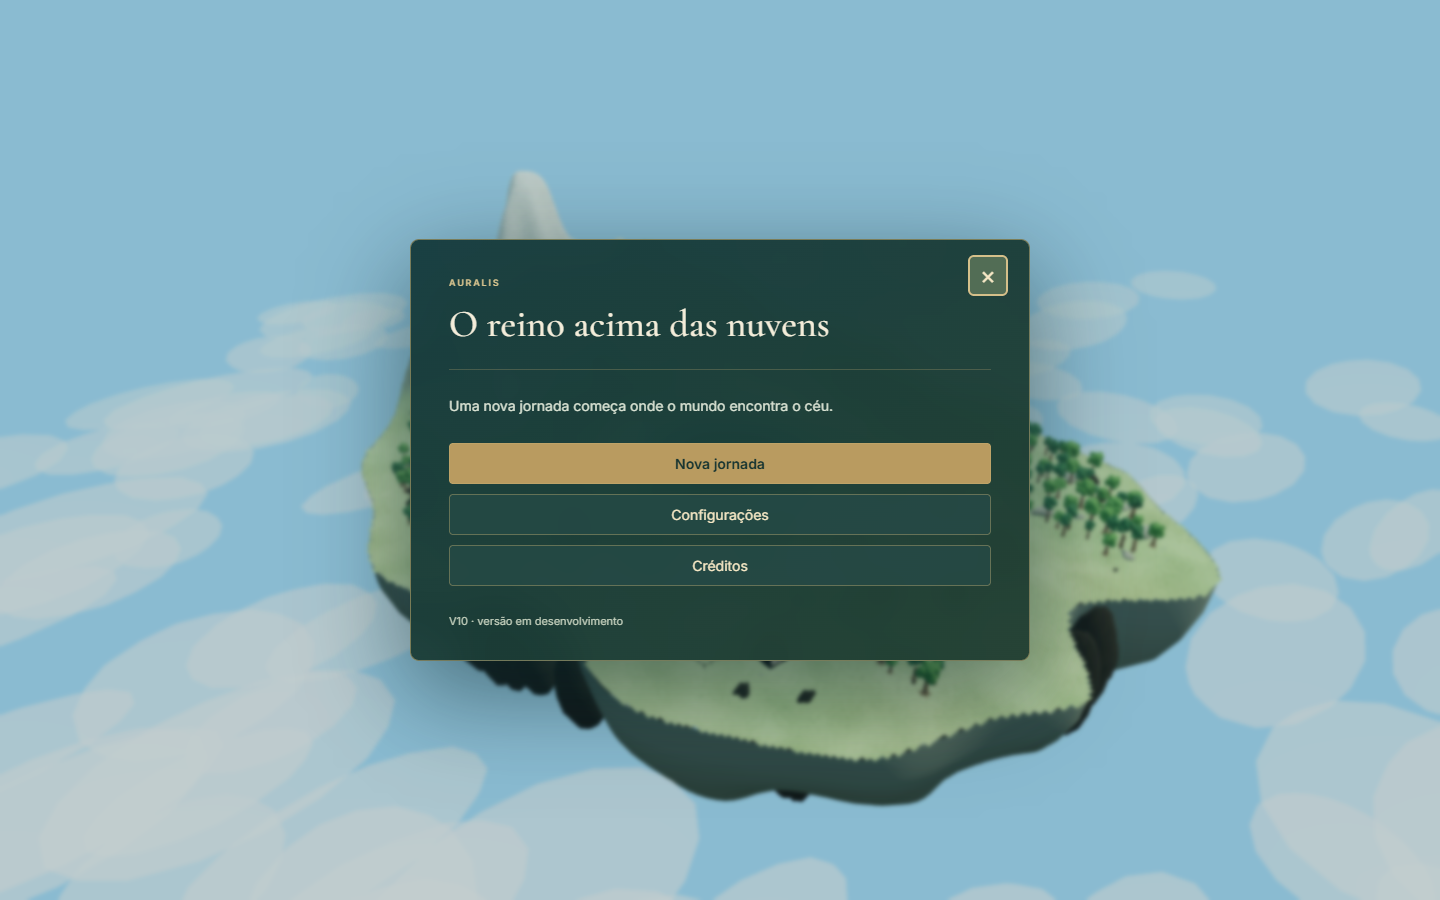 AURALIS
×
O reino acima das nuvens
Uma nova jornada começa onde o mundo encontra o céu.
Nova jornada
Configurações
Créditos
V10 · versão em desenvolvimento